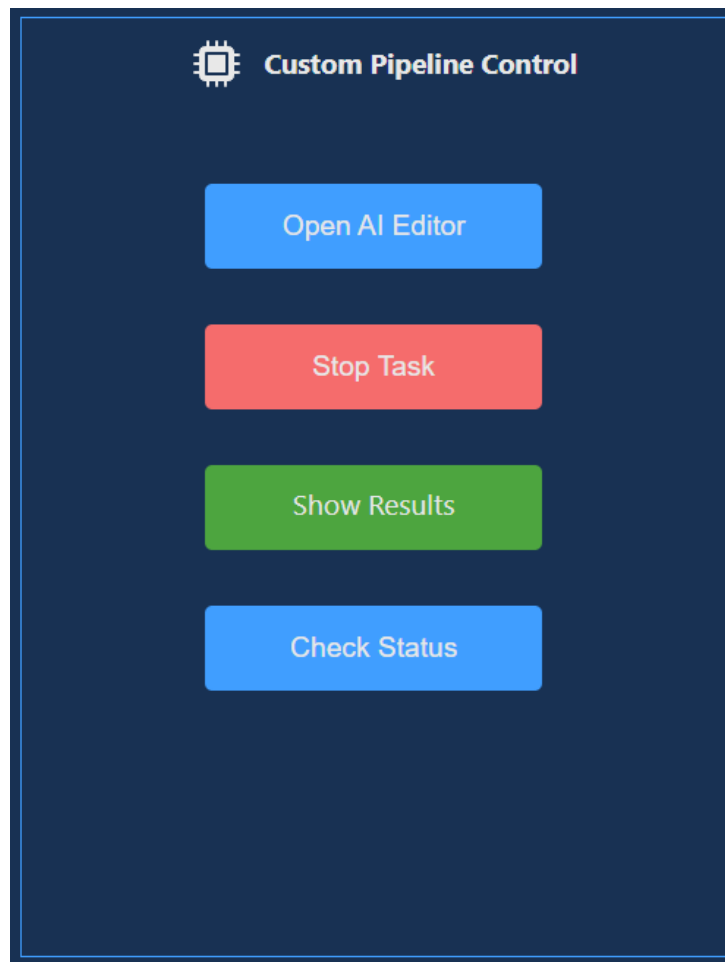 Custom Pipeline Control
Open AI Editor
Stop Task
Show Results
Check Status